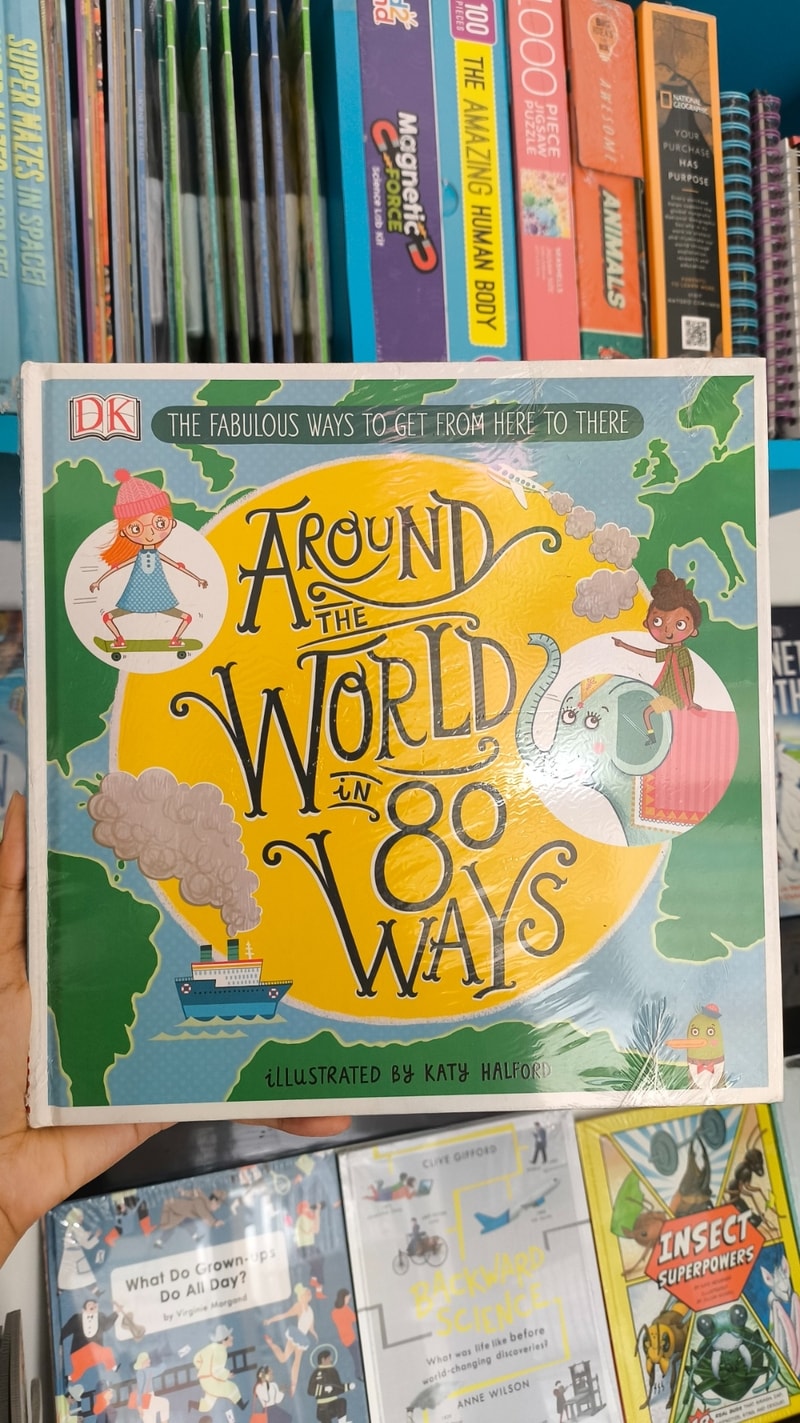 SUPER MAZES IN SPACE!
Magnetic
FORCE
Science Lab Kit
100
PIECES
THE AMAZING HUMAN BODY
1000 PIECE
JIGSAW
PUZZLE
AWESOME
ANIMALS
NATIONAL
GEOGRAPHIC
YOUR
PURCHASE
HAS
PURPOSE
DK
THE FABULOUS WAYS TO GET FROM HERE TO THERE
AROUND
THE
WORLD
iN
80
WAYS
iLLUSTRATED BY KATY HALFORD
What Do Grown-ups
Do All Day?
by Virginie Morgand
CLIVE GIFFORD
BACKWARD
SCIENCE
What was life like before
world-changing discoveries?
ANNE WILSON
INSECT
SUPERPOWERS